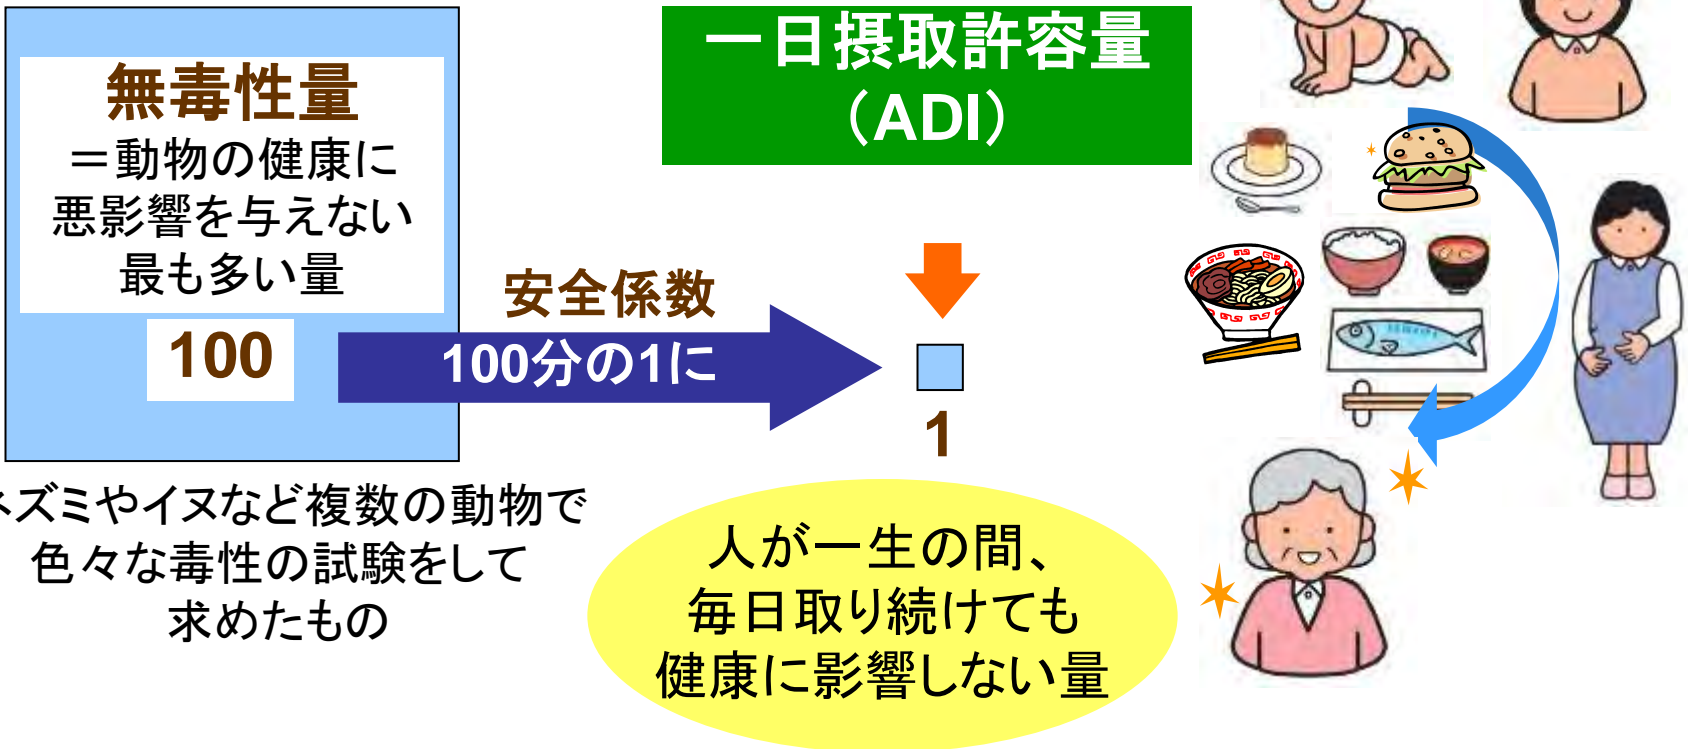 無毒性量
＝動物の健康に
悪影響を与えない
最も多い量
100
安全係数
100分の1に
一日摂取許容量
（ADI）
1
ネズミやイヌなど複数の動物で
色々な毒性の試験をして
求めたもの
人が一生の間、
毎日取り続けても
健康に影響しない量